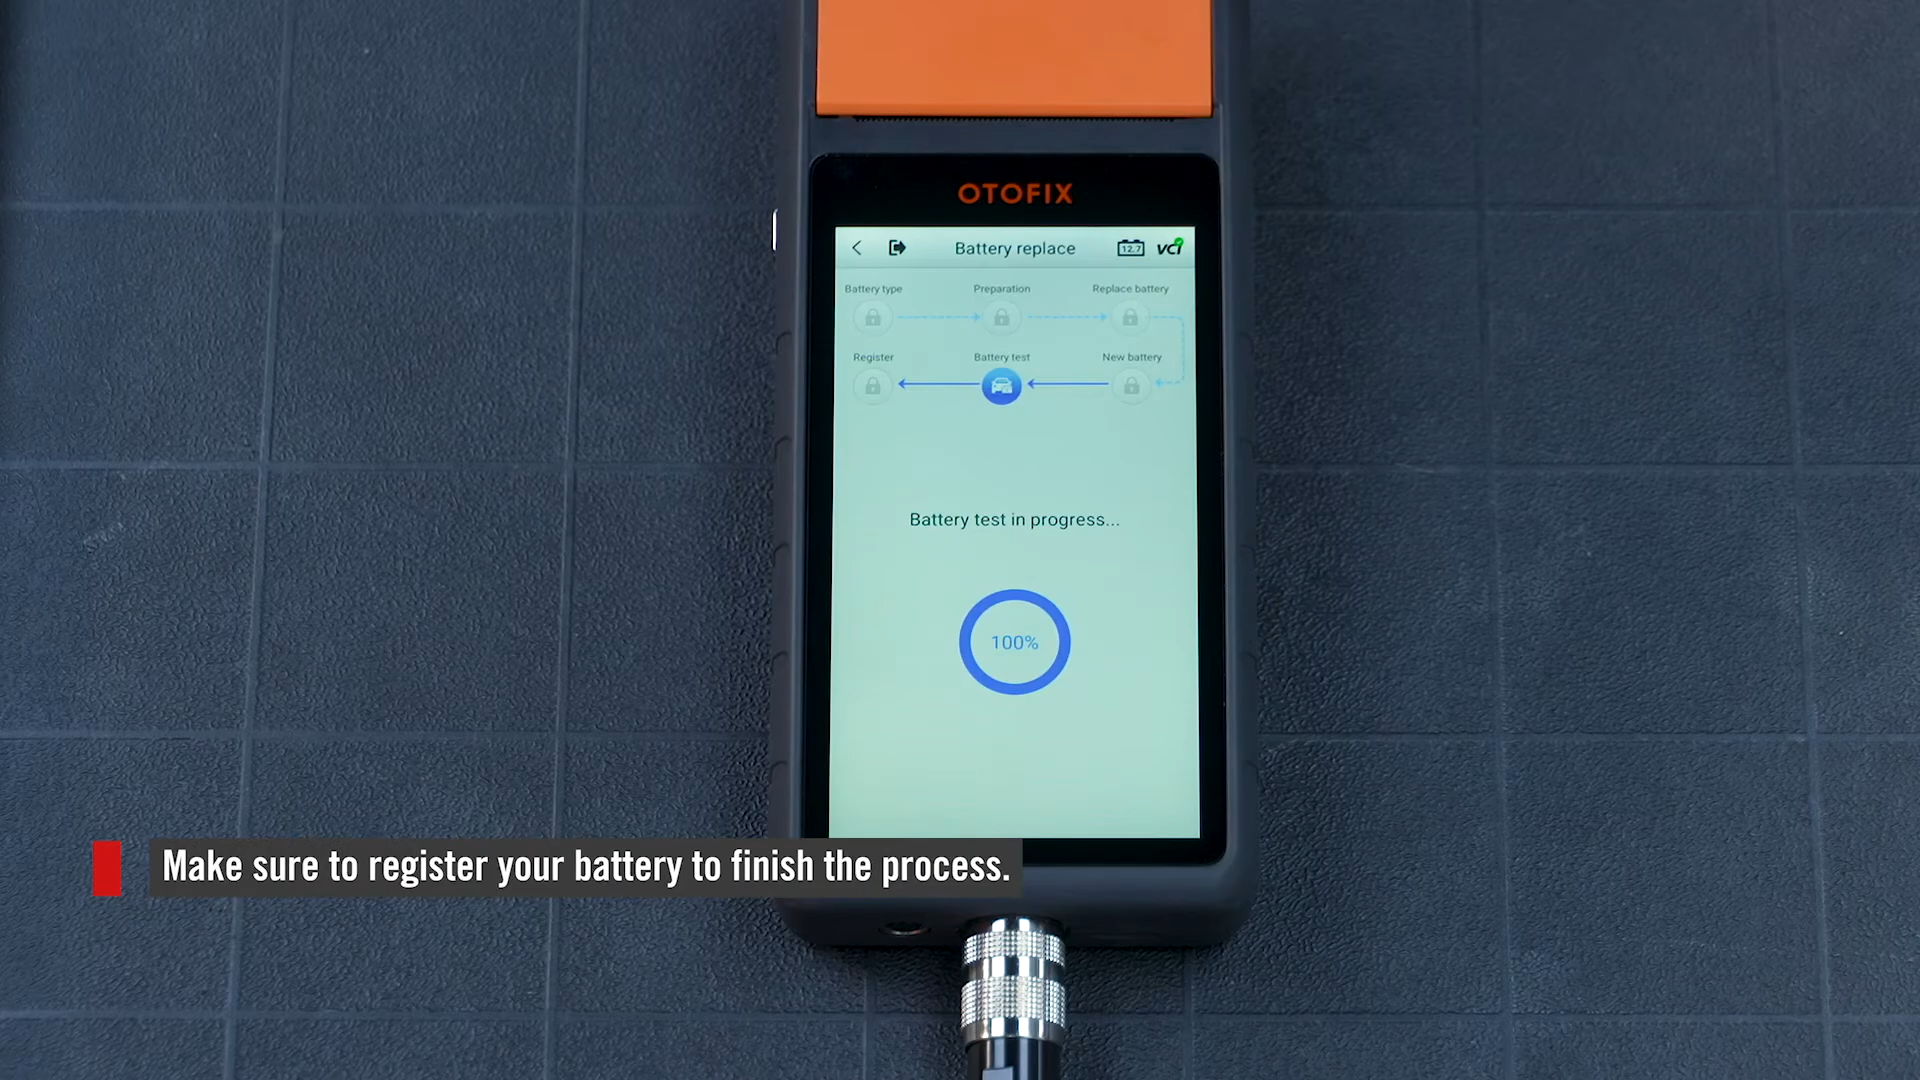 OTOFIX
Battery replace
12.7
VCI
Battery type
Preparation
Replace battery
Register
Battery test
New battery
Battery test in progress...
100%
Make sure to register your battery to finish the process.